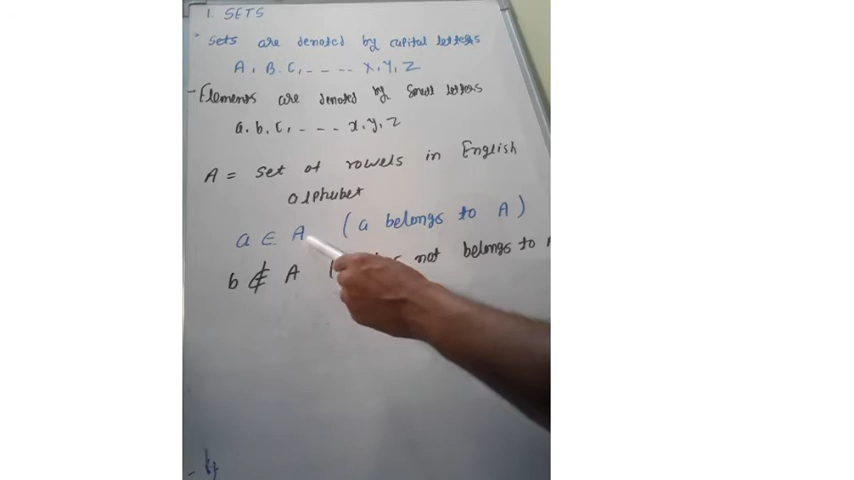 1. SETS
- Sets are denoted by capital letters
A, B, C, - - - - X, Y, Z
- Elements are denoted by small letters
a, b, c, - - - - x, y, z
A = Set of vowels in English
alphabet
a ∈ A (a belongs to A)
b ∉ A ( not belongs to A